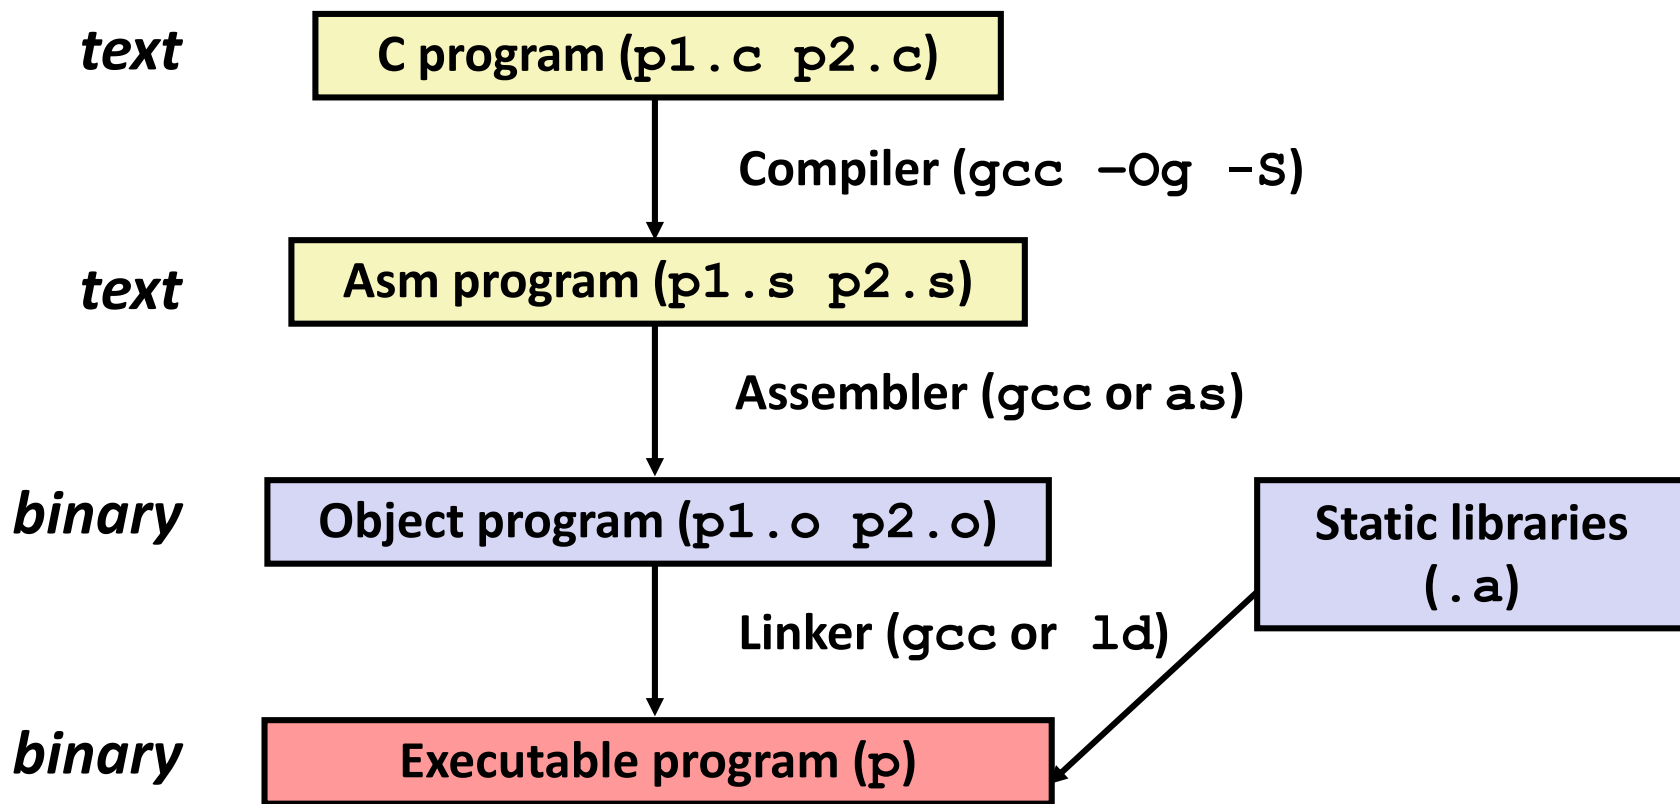 text
C program (p1.c p2.c)
Compiler (gcc –Og -S)
text
Asm program (p1.s p2.s)
Assembler (gcc or as)
binary
Object program (p1.o p2.o)
Static libraries
(.a)
Linker (gcc or ld)
binary
Executable program (p)